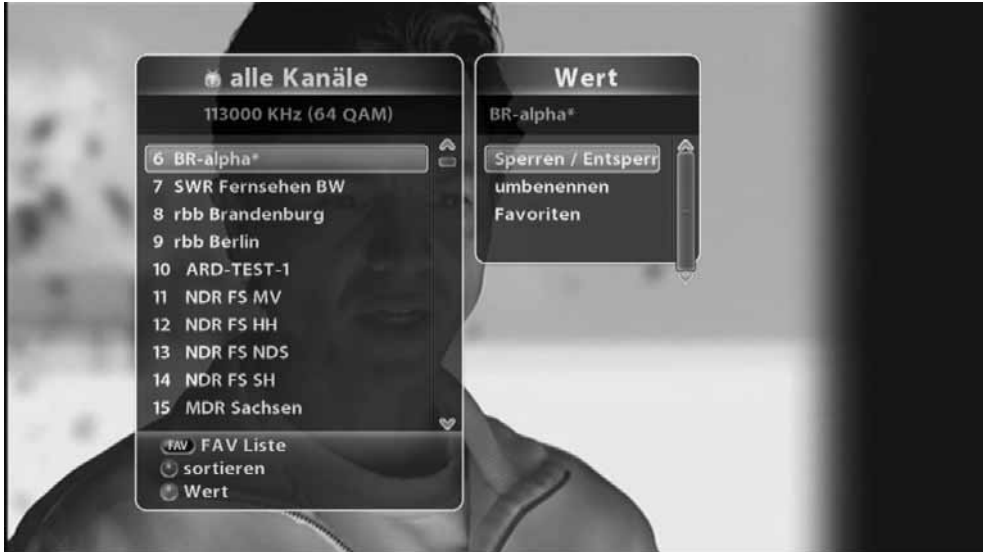 alle Kanäle
113000 KHz (64 QAM)
6 BR-alpha*
7 SWR Fernsehen BW
8 rbb Brandenburg
9 rbb Berlin
10 ARD-TEST-1
11 NDR FS MV
12 NDR FS HH
13 NDR FS NDS
14 NDR FS SH
15 MDR Sachsen
FAV FAV Liste
sortieren
Wert
Wert
BR-alpha*
Sperren / Entsperr
umbenennen
Favoriten